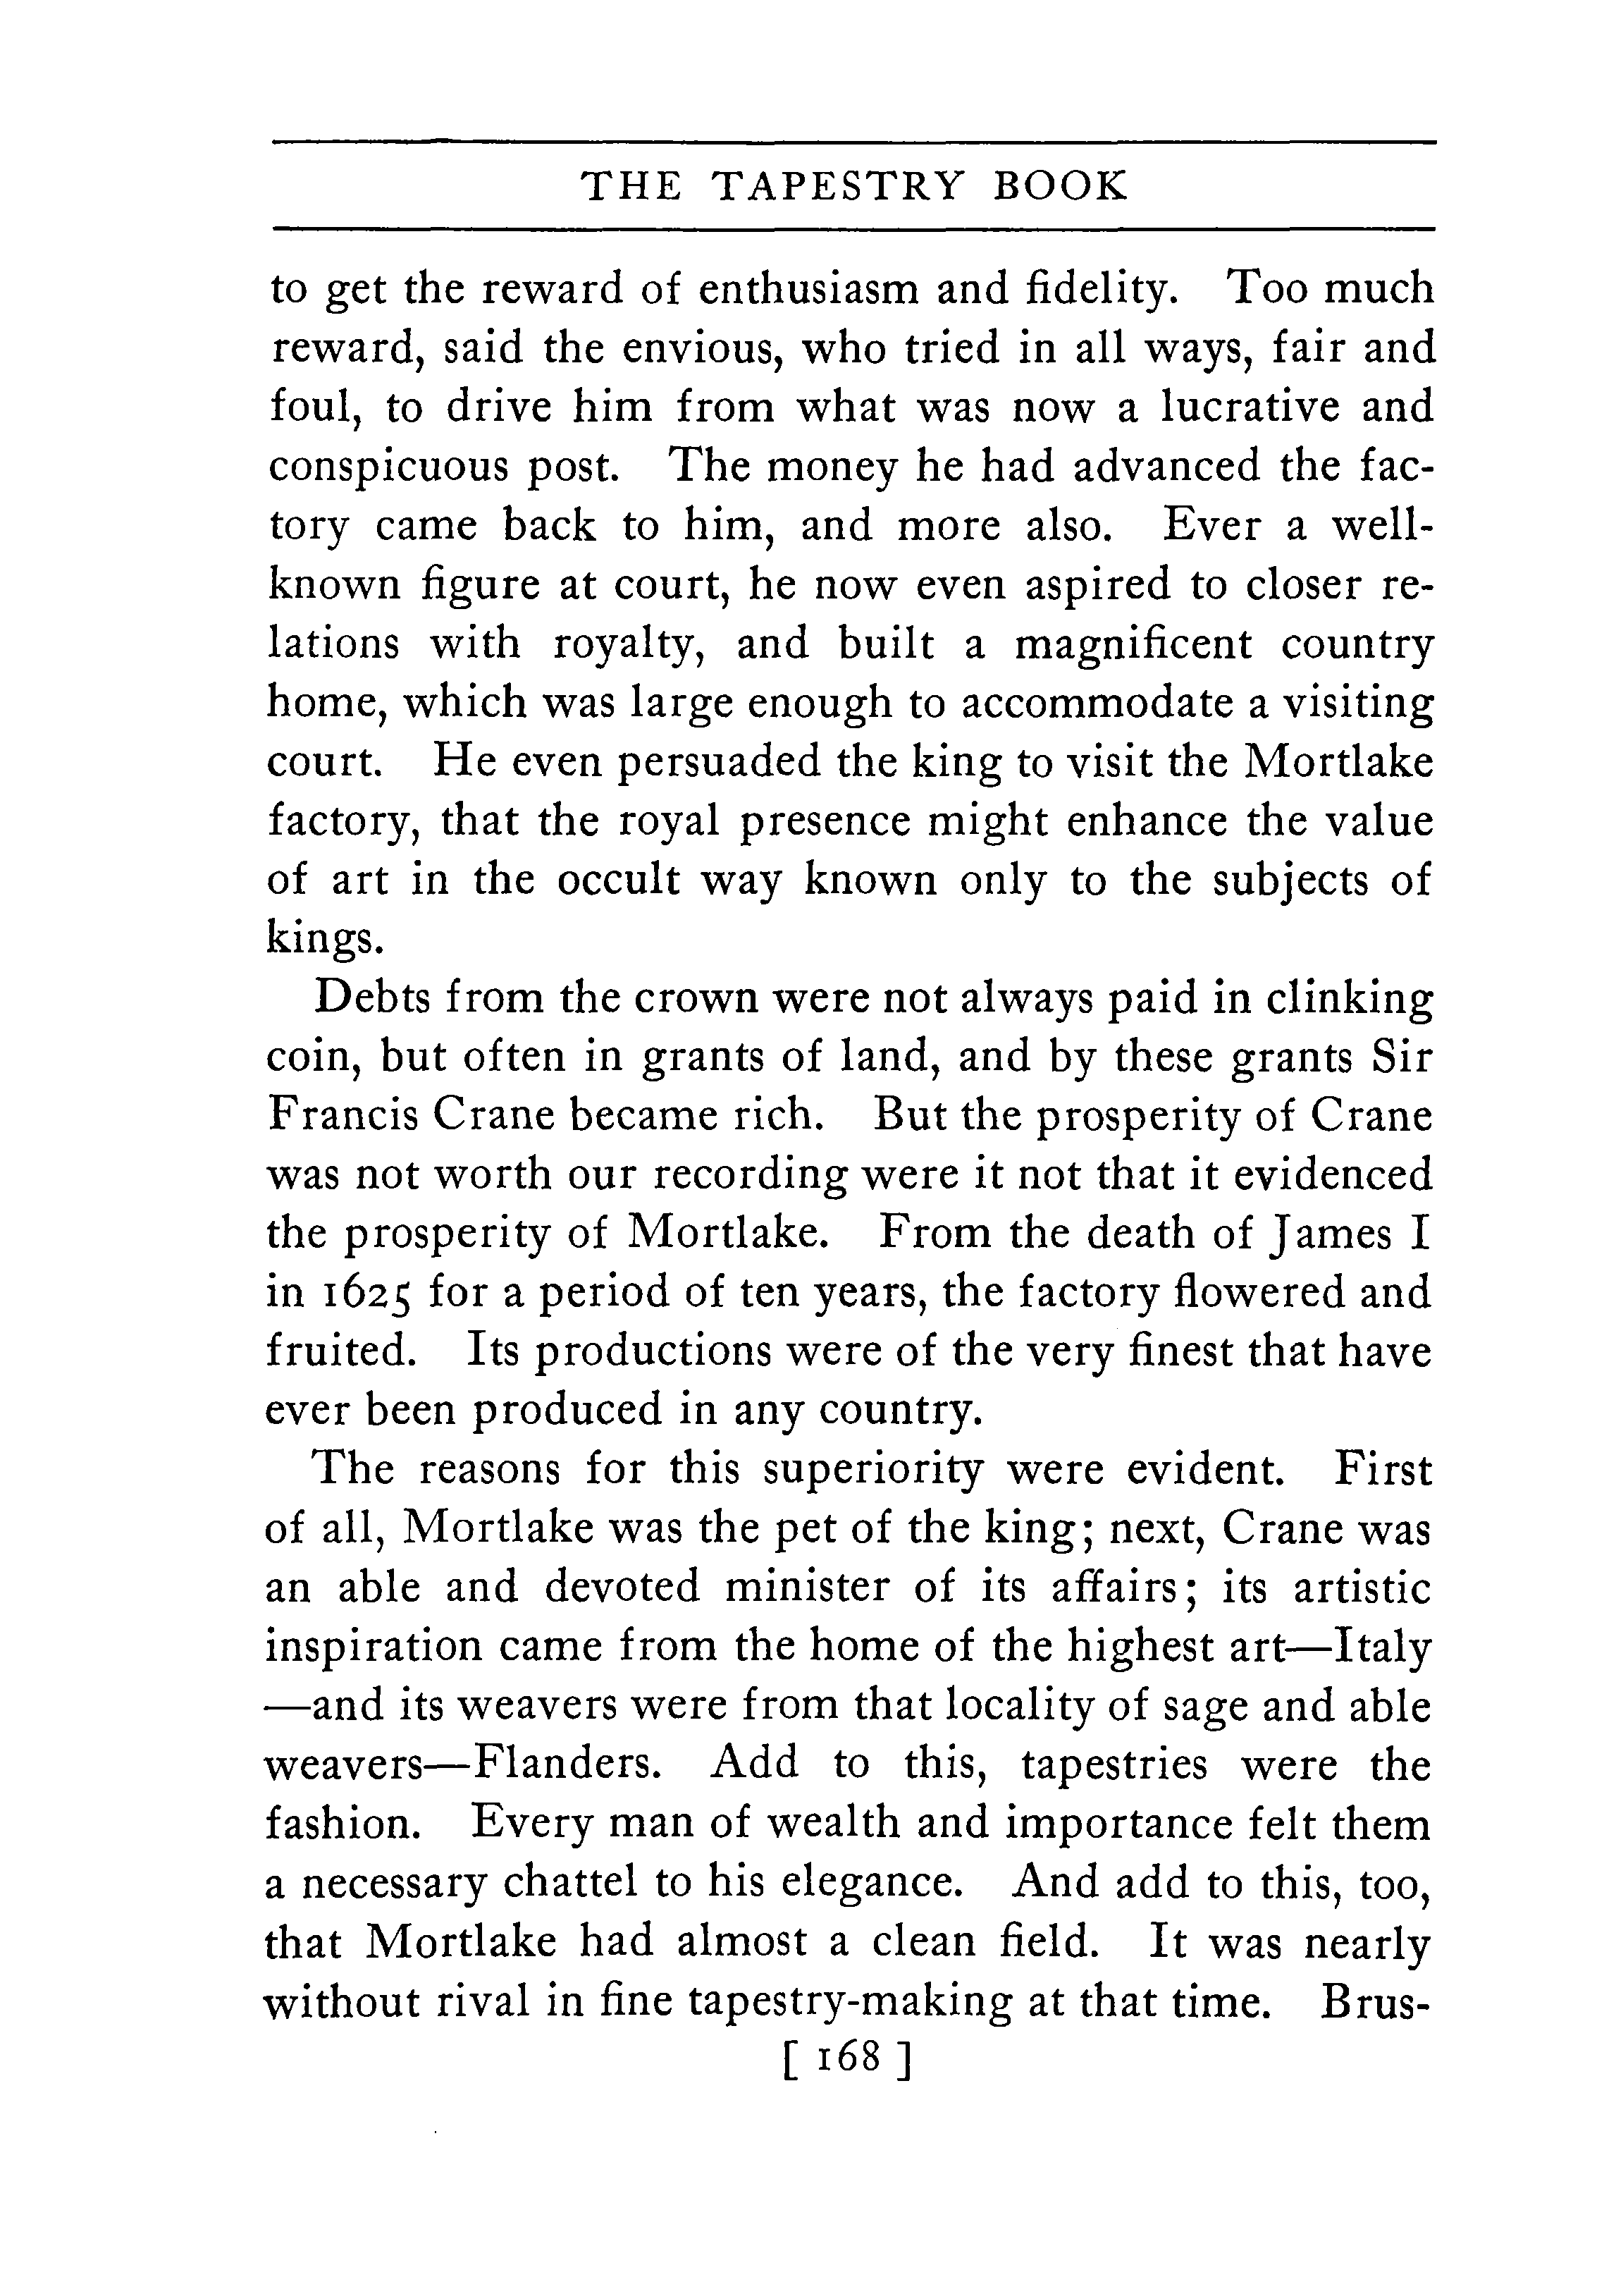 THE TAPESTRY BOOK
to get the reward of enthusiasm and fidelity. Too much
reward, said the envious, who tried in all ways, fair and
foul, to drive him from what was now a lucrative and
conspicuous post. The money he had advanced the fac-
tory came back to him, and more also. Ever a well-
known figure at court, he now even aspired to closer re-
lations with royalty, and built a magnificent country
home, which was large enough to accommodate a visiting
court. He even persuaded the king to visit the Mortlake
factory, that the royal presence might enhance the value
of art in the occult way known only to the subjects of
kings.
Debts from the crown were not always paid in clinking
coin, but often in grants of land, and by these grants Sir
Francis Crane became rich. But the prosperity of Crane
was not worth our recording were it not that it evidenced
the prosperity of Mortlake. From the death of James I
in 1625 for a period of ten years, the factory flowered and
fruited. Its productions were of the very finest that have
ever been produced in any country.
The reasons for this superiority were evident. First
of all, Mortlake was the pet of the king; next, Crane was
an able and devoted minister of its affairs; its artistic
inspiration came from the home of the highest art—Italy
—and its weavers were from that locality of sage and able
weavers—Flanders. Add to this, tapestries were the
fashion. Every man of wealth and importance felt them
a necessary chattel to his elegance. And add to this, too,
that Mortlake had almost a clean field. It was nearly
without rival in fine tapestry-making at that time. Brus-
[ 168 ]